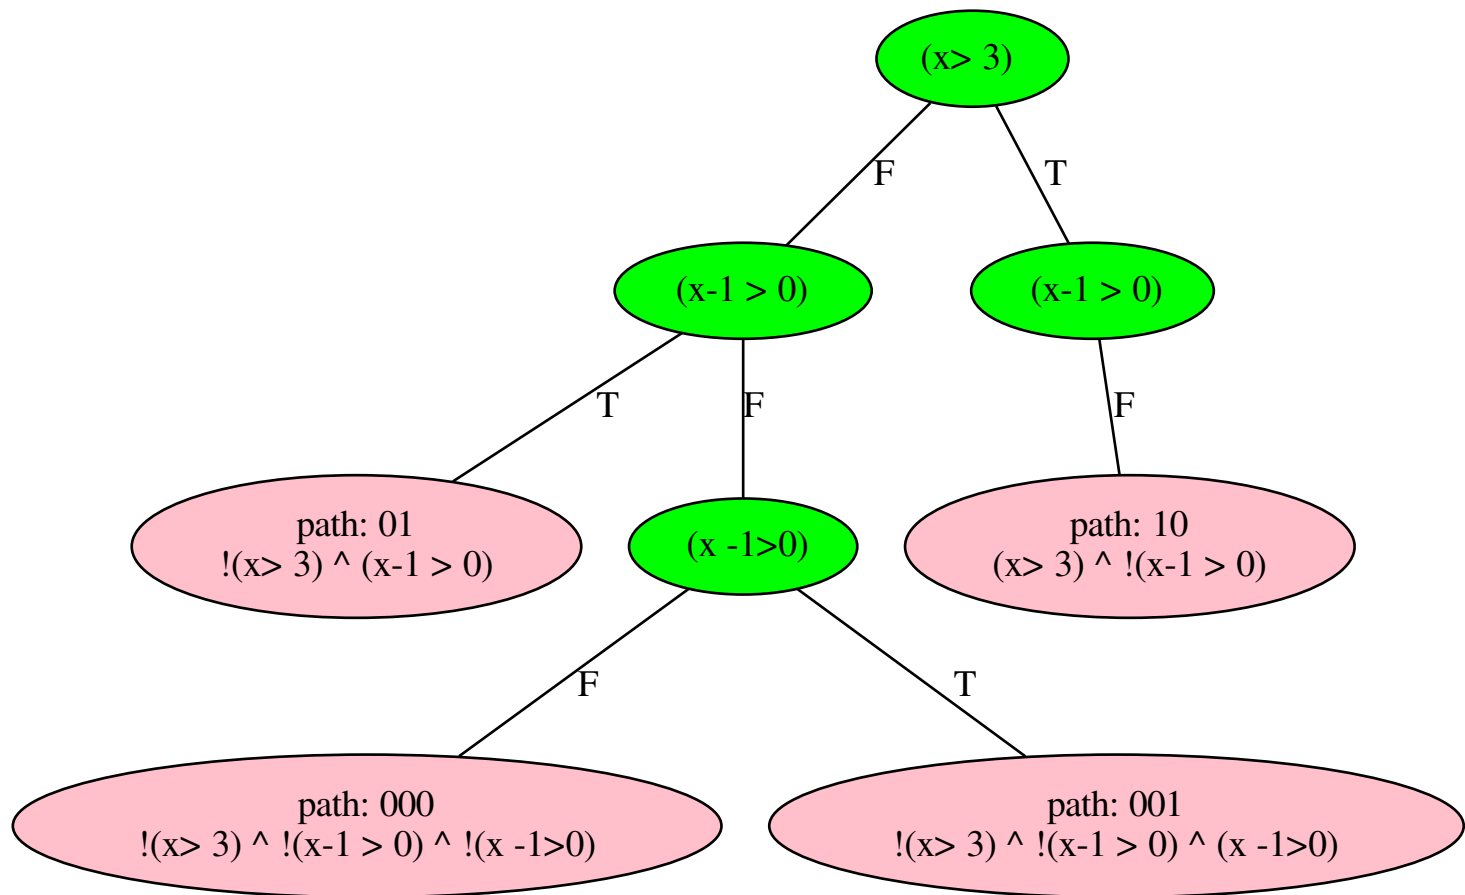 (x> 3)
F
T
(x-1 > 0)
(x-1 > 0)
T
F
F
path: 01
!(x> 3) ^ (x-1 > 0)
(x -1>0)
path: 10
(x> 3) ^ !(x-1 > 0)
F
T
path: 000
!(x> 3) ^ !(x-1 > 0) ^ !(x -1>0)
path: 001
!(x> 3) ^ !(x-1 > 0) ^ (x -1>0)